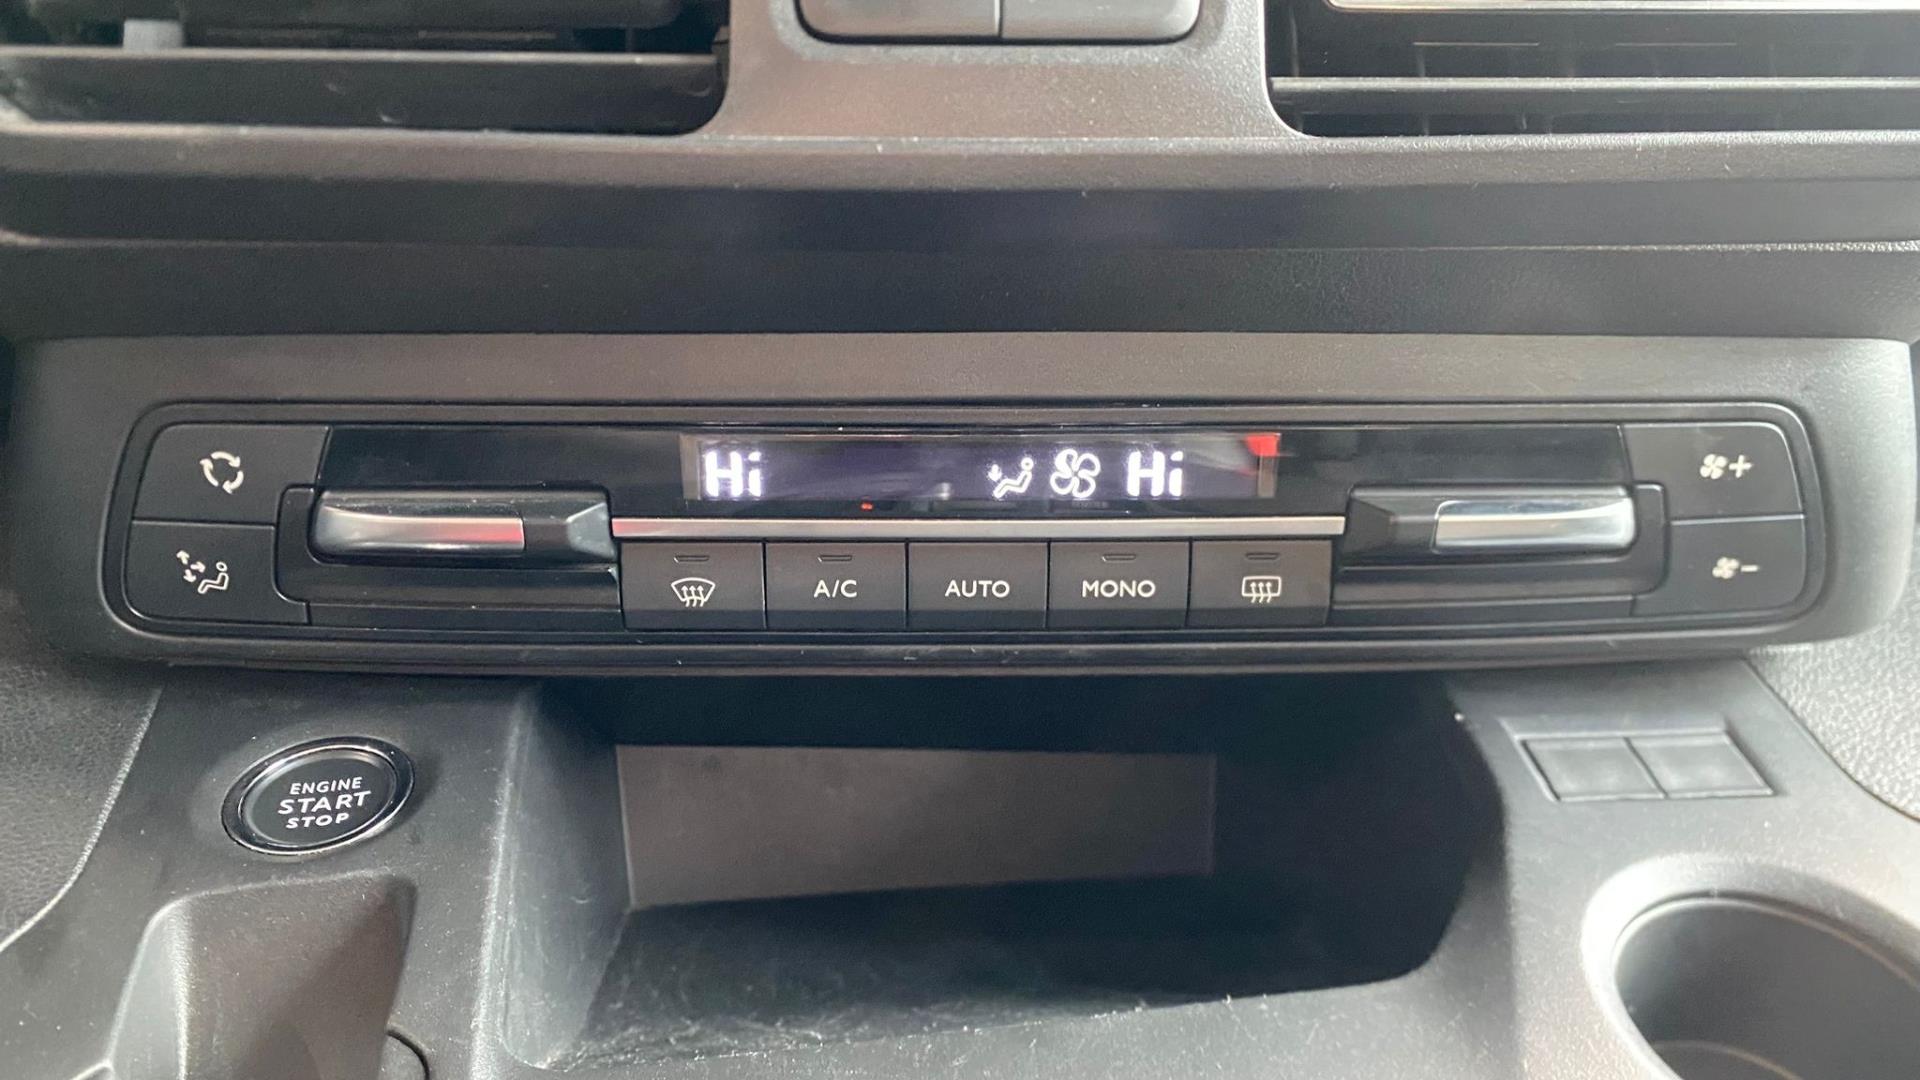 Hi Hi
A/C AUTO MONO
ENGINE
START
STOP